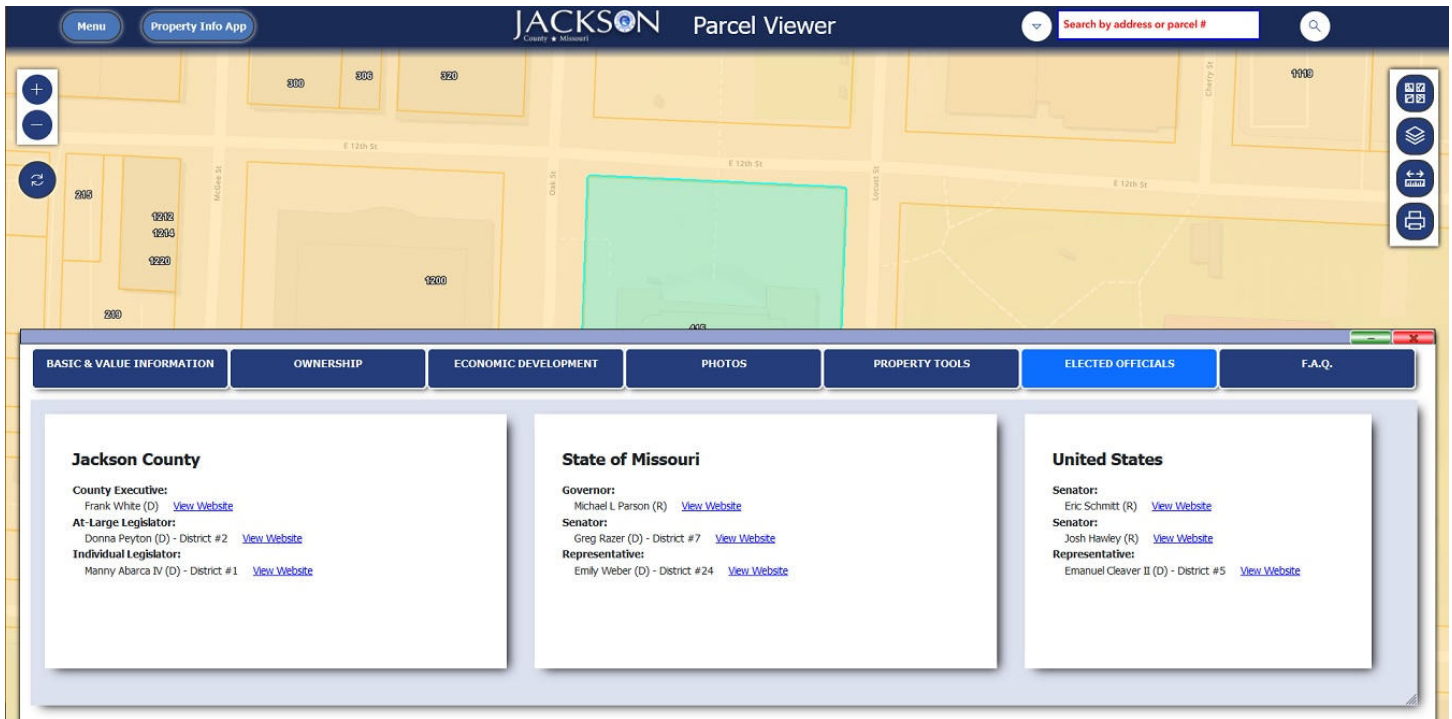 Menu
Property Info App
JACKSON
County ★ Missouri
Parcel Viewer
Search by address or parcel #
300
306
320
1119
Cherry St
E 12th St
E 12th St
E 12th St
McGee St
Oak St
Locust St
215
1212
1214
1220
1200
219
BASIC & VALUE INFORMATION
OWNERSHIP
ECONOMIC DEVELOPMENT
PHOTOS
PROPERTY TOOLS
ELECTED OFFICIALS
F.A.Q.
Jackson County
County Executive:
Frank White (D) View Website
At-Large Legislator:
Donna Peyton (D) - District #2 View Website
Individual Legislator:
Manny Abarca IV (D) - District #1 View Website
State of Missouri
Governor:
Michael L Parson (R) View Website
Senator:
Greg Razer (D) - District #7 View Website
Representative:
Emily Weber (D) - District #24 View Website
United States
Senator:
Eric Schmitt (R) View Website
Senator:
Josh Hawley (R) View Website
Representative:
Emanuel Cleaver II (D) - District #5 View Website